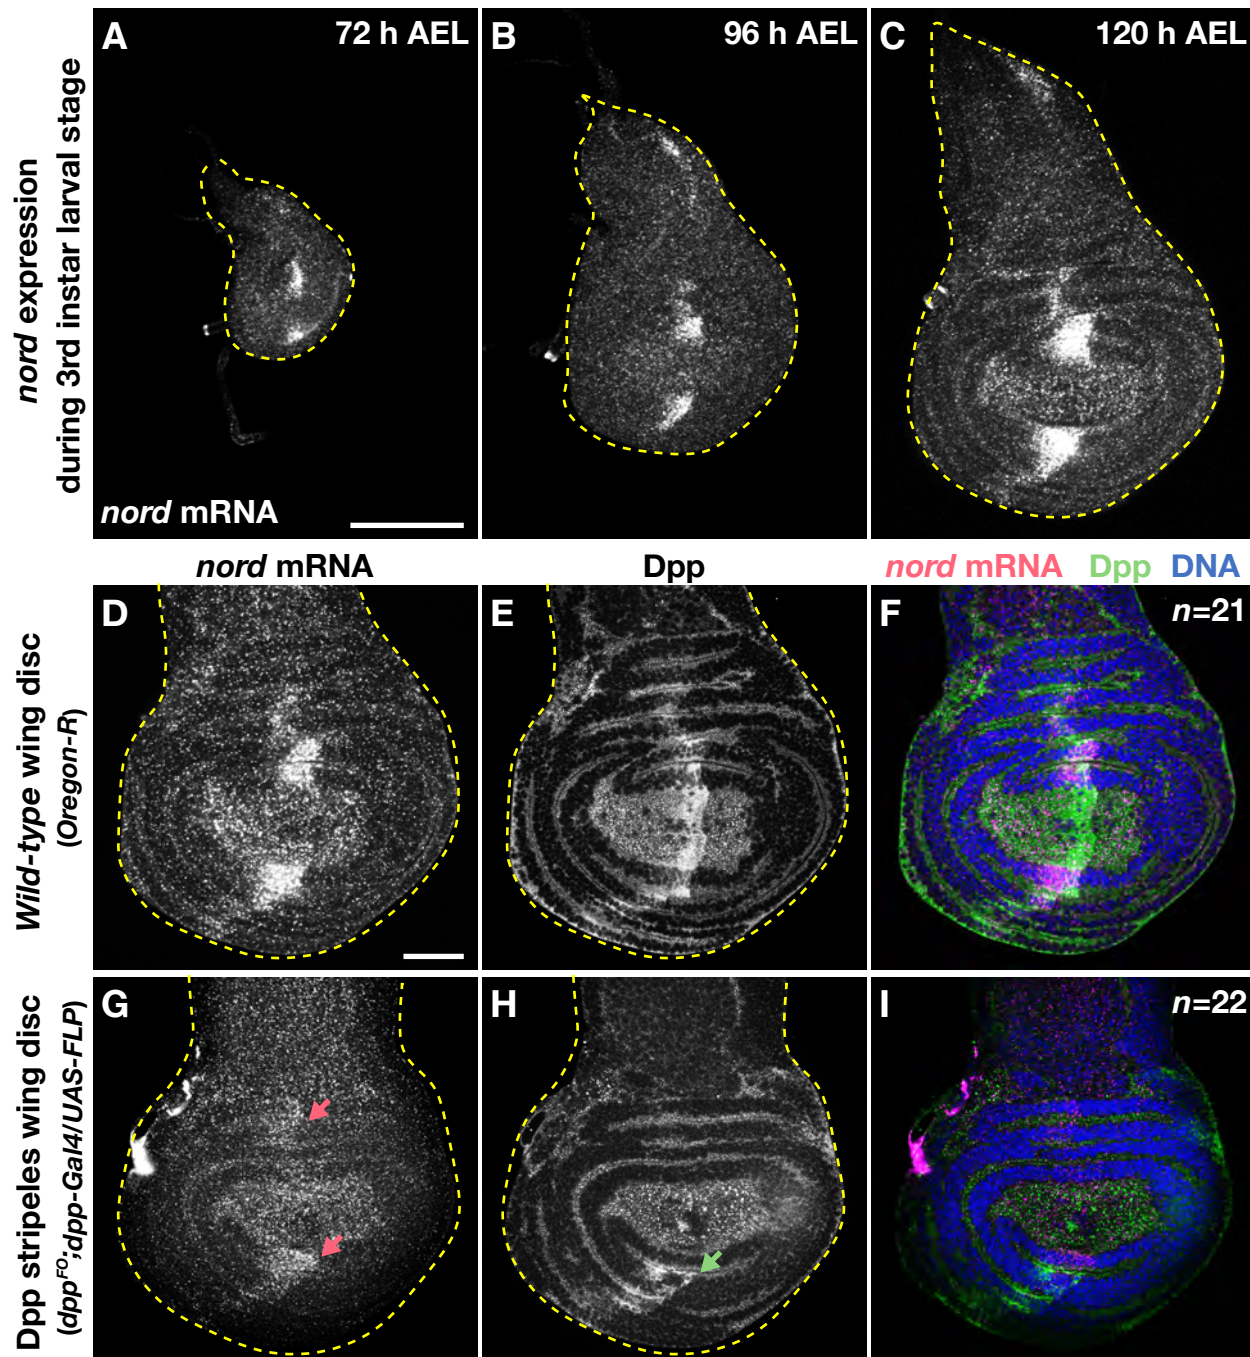 nord expression
during 3rd instar larval stage
A
72 h AEL
B
96 h AEL
C
120 h AEL
nord mRNA
nord mRNA
Dpp
nord mRNA Dpp DNA
Wild-type wing disc
(Oregon-R)
D
E
F
n=21
Dpp stripeles wing disc
(dppFO;dpp-Gal4/UAS-FLP)
G
H
I
n=22